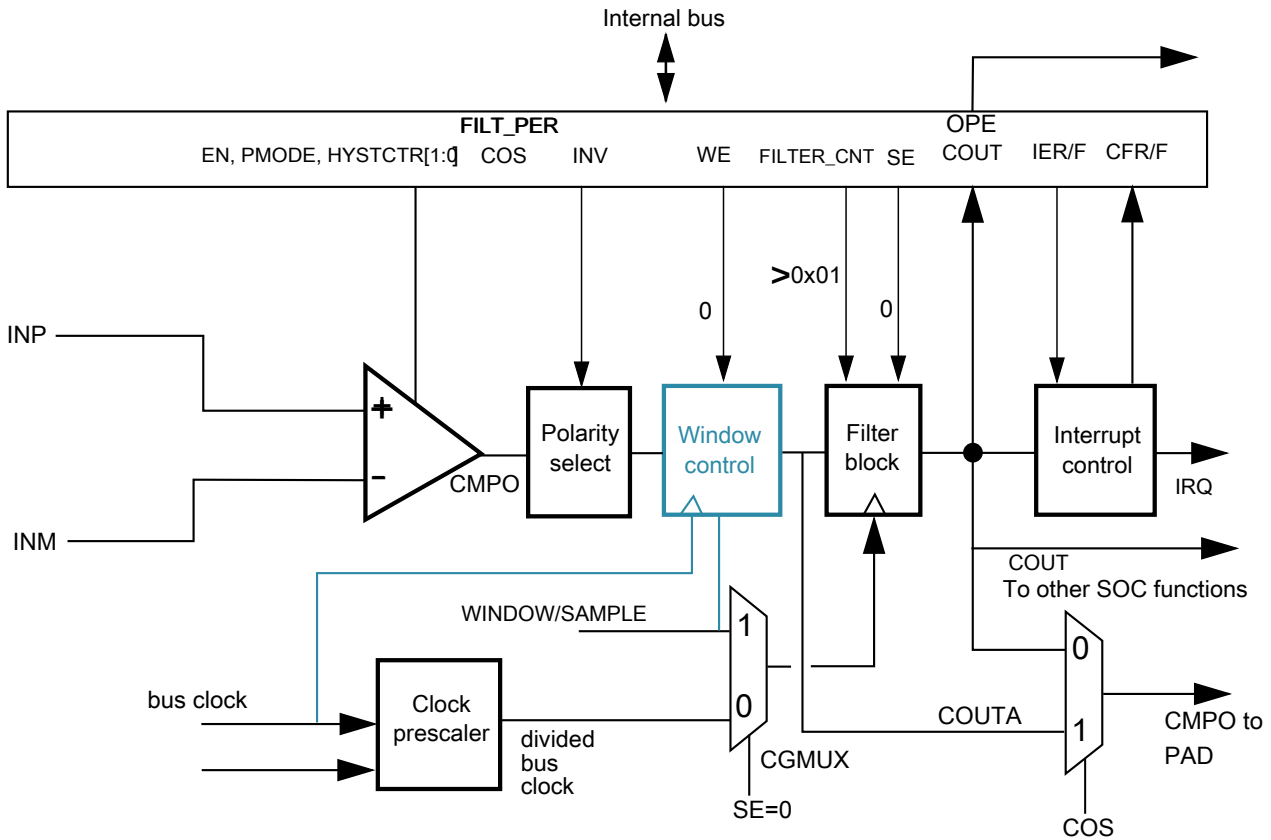 Internal bus
FILT_PER
OPE
EN, PMODE, HYSTCTR[1:0]
COS
INV
WE
FILTER_CNT
SE
COUT
IER/F
CFR/F
>0x01
0
0
INP
+
-
INM
CMPO
Polarity
select
Window
control
Filter
block
Interrupt
control
IRQ
COUT
To other SOC functions
WINDOW/SAMPLE
1
0
bus clock
Clock
prescaler
divided
bus
clock
CGMUX
SE=0
COUTA
0
1
CMPO to
PAD
COS